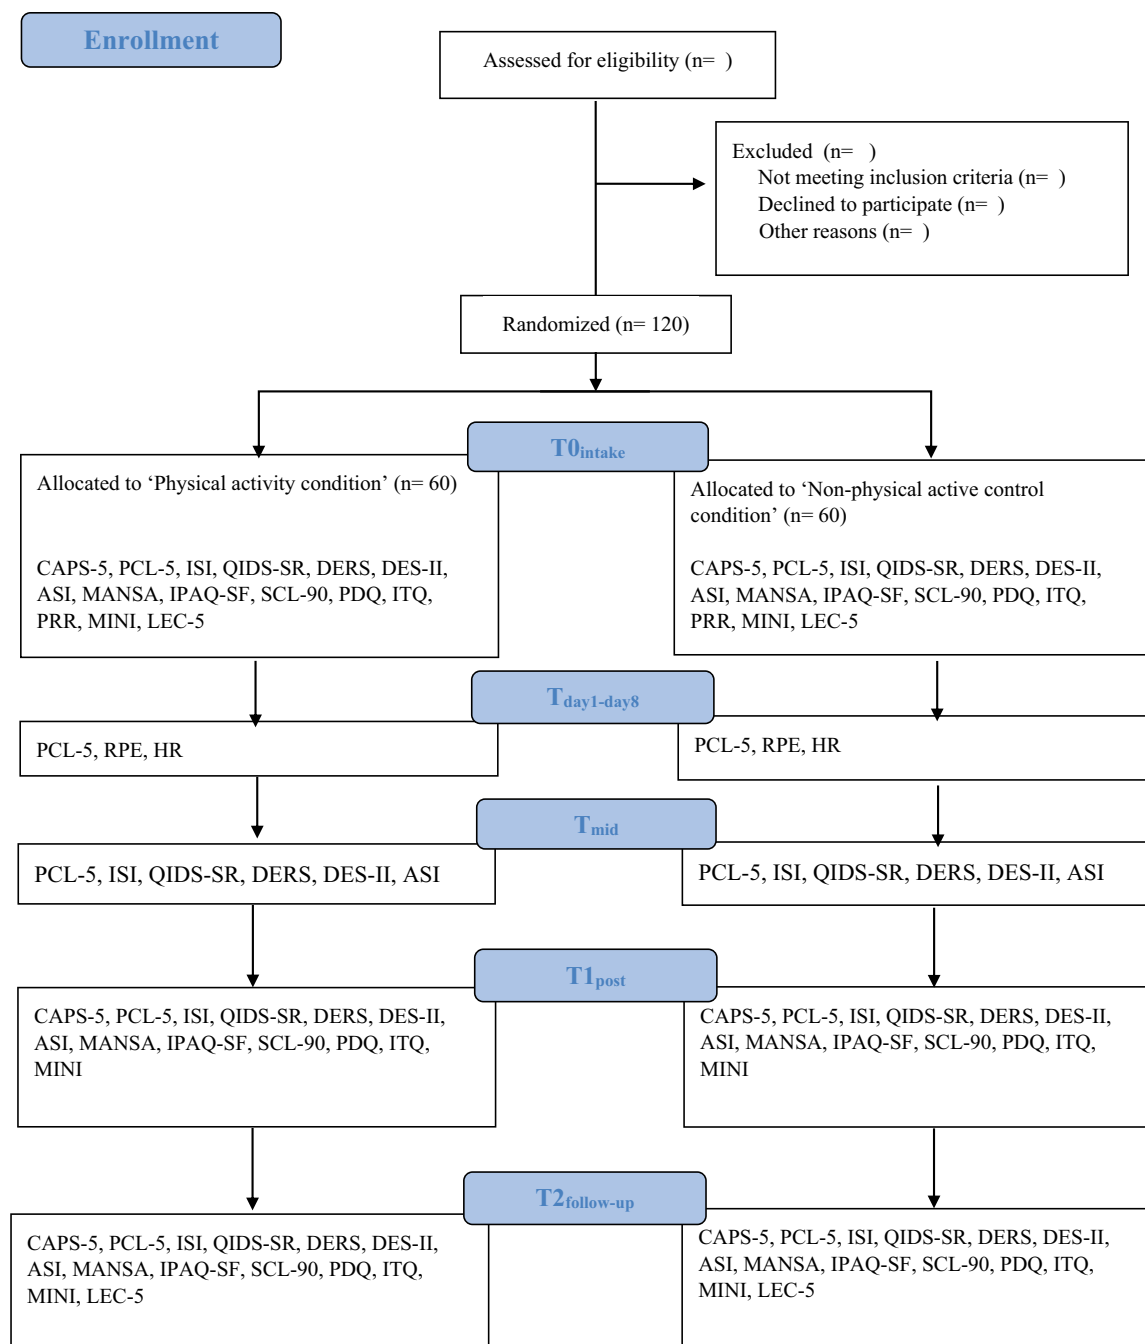 Enrollment
Assessed for eligibility (n= )
Excluded (n= )
Not meeting inclusion criteria (n= )
Declined to participate (n= )
Other reasons (n= )
Randomized (n= 120)
T0intake
Allocated to ‘Physical activity condition’ (n= 60)
CAPS-5, PCL-5, ISI, QIDS-SR, DERS, DES-II,
ASI, MANSA, IPAQ-SF, SCL-90, PDQ, ITQ,
PRR, MINI, LEC-5
Allocated to ‘Non-physical active control
condition’ (n= 60)
CAPS-5, PCL-5, ISI, QIDS-SR, DERS, DES-II,
ASI, MANSA, IPAQ-SF, SCL-90, PDQ, ITQ,
PRR, MINI, LEC-5
Tday1-day8
PCL-5, RPE, HR
PCL-5, RPE, HR
Tmid
PCL-5, ISI, QIDS-SR, DERS, DES-II, ASI
PCL-5, ISI, QIDS-SR, DERS, DES-II, ASI
T1post
CAPS-5, PCL-5, ISI, QIDS-SR, DERS, DES-II,
ASI, MANSA, IPAQ-SF, SCL-90, PDQ, ITQ,
MINI
CAPS-5, PCL-5, ISI, QIDS-SR, DERS, DES-II,
ASI, MANSA, IPAQ-SF, SCL-90, PDQ, ITQ,
MINI
T2follow-up
CAPS-5, PCL-5, ISI, QIDS-SR, DERS, DES-II,
ASI, MANSA, IPAQ-SF, SCL-90, PDQ, ITQ,
MINI, LEC-5
CAPS-5, PCL-5, ISI, QIDS-SR, DERS, DES-II,
ASI, MANSA, IPAQ-SF, SCL-90, PDQ, ITQ,
MINI, LEC-5